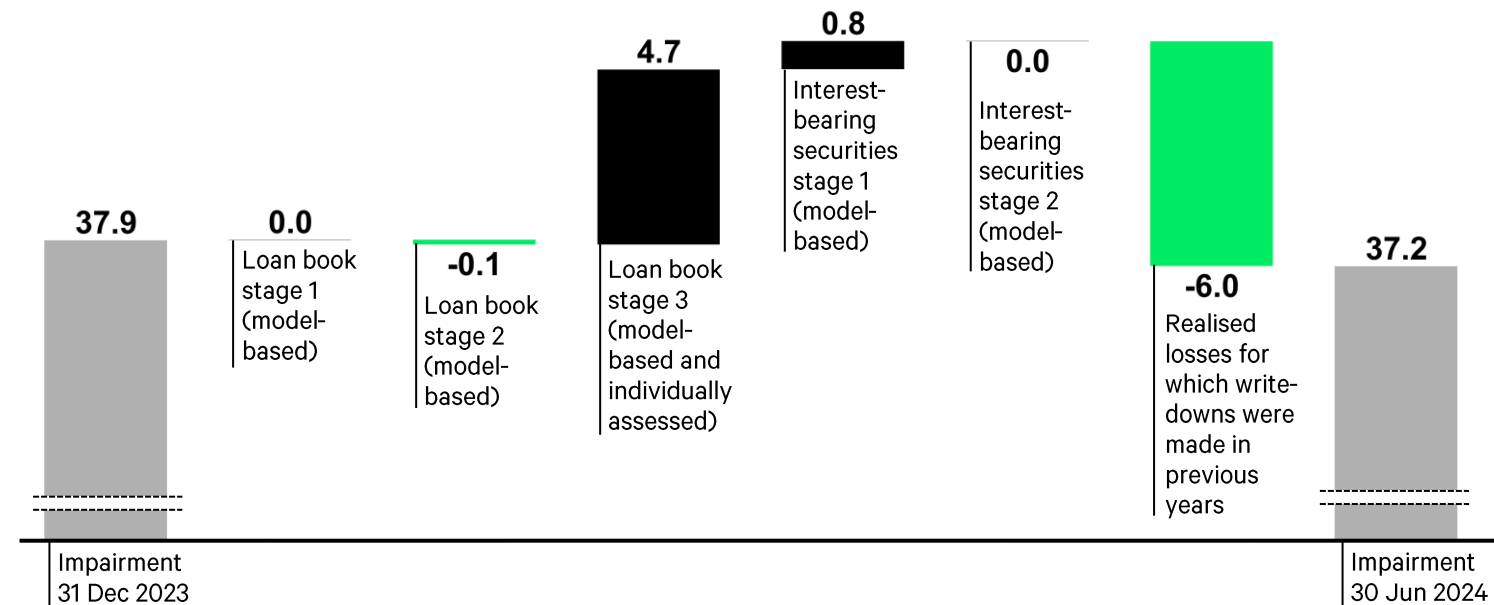 37.9
Impairment
31 Dec 2023
0.0
Loan book
stage 1
(model-
based)
-0.1
Loan book
stage 2
(model-
based)
4.7
Loan book
stage 3
(model-
based and
individually
assessed)
0.8
Interest-
bearing
securities
stage 1
(model-
based)
0.0
Interest-
bearing
securities
stage 2
(model-
based)
-6.0
Realised
losses for
which write-
downs were
made in
previous
years
37.2
Impairment
30 Jun 2024